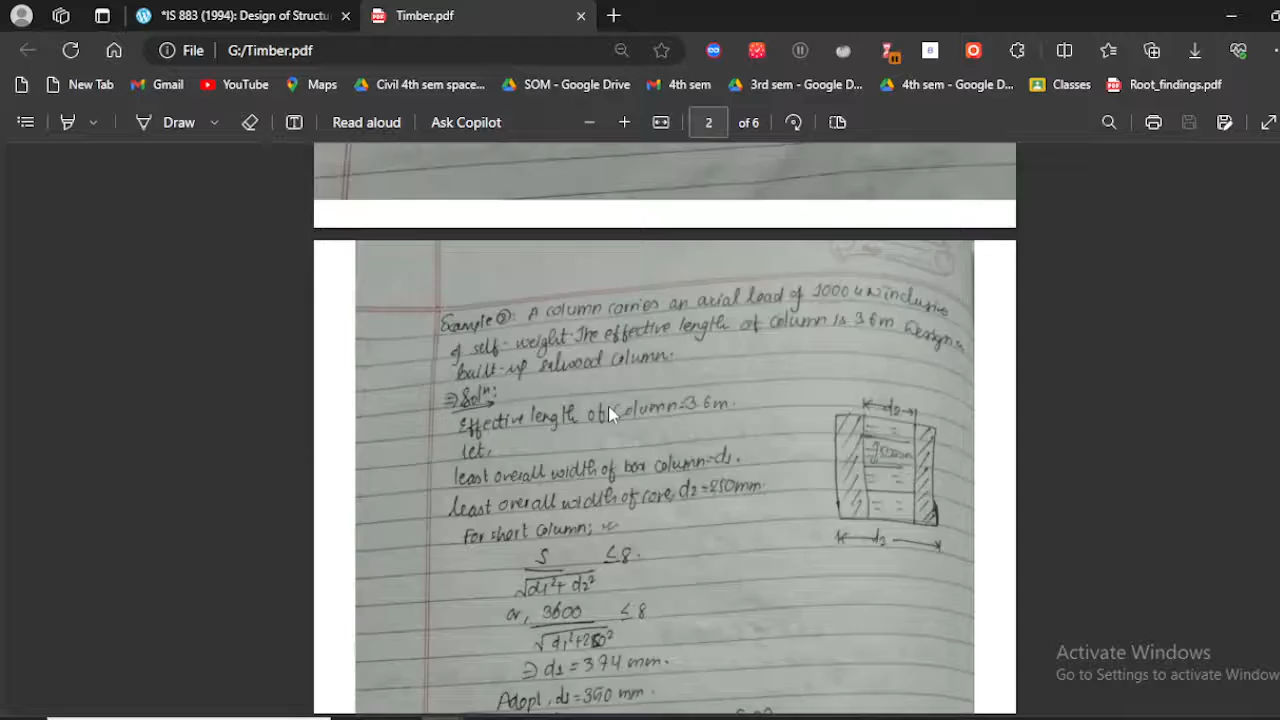 *IS 883 (1994): Design of Structu
Timber.pdf
File
G:/Timber.pdf
New Tab
Gmail
YouTube
Maps
Civil 4th sem space...
SOM - Google Drive
4th sem
3rd sem - Google D...
4th sem - Google D...
Classes
Root_findings.pdf
Draw
Read aloud
Ask Copilot
2
of 6
Example ②: A column carries an axial load of 1000 kN inclusive
of self-weight. The effective length of column is 3.6m Design a
built-up salwood column.
⇒ Solⁿ:
Effective length of column = 3.6m.
let,
least overall width of box column = d₁.
least overall width of core, d₂ = 250mm.
For short column;
S
≤ 8.
√d₁² + d₂²
or, 3600 ≤ 8
√d₁² + 250²
⇒ d₁ = 374 mm.
Adopt, d₁ = 390 mm.
d₂
d₁
Activate Windows
Go to Settings to activate Window